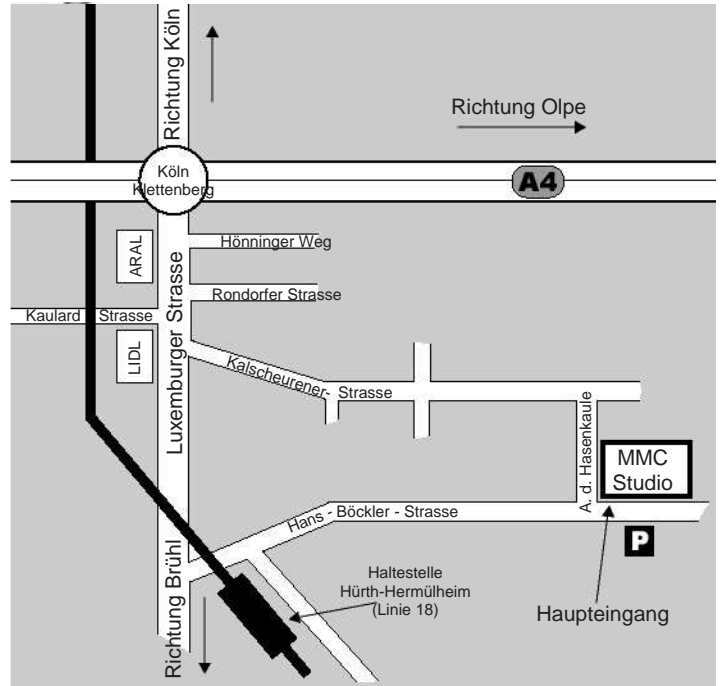 Richtung Köln
Richtung Olpe
Köln
Klettenberg
A4
ARAL
Hönninger Weg
Rondorfer Strasse
Kaulard Strasse
LIDL
Luxemburger Strasse
Kalscheurener- Strasse
A. d. Hasenkaule
MMC
Studio
Hans - Böckler - Strasse
P
Richtung Brühl
Haltestelle
Hürth-Hermülheim
(Linie 18)
Haupteingang